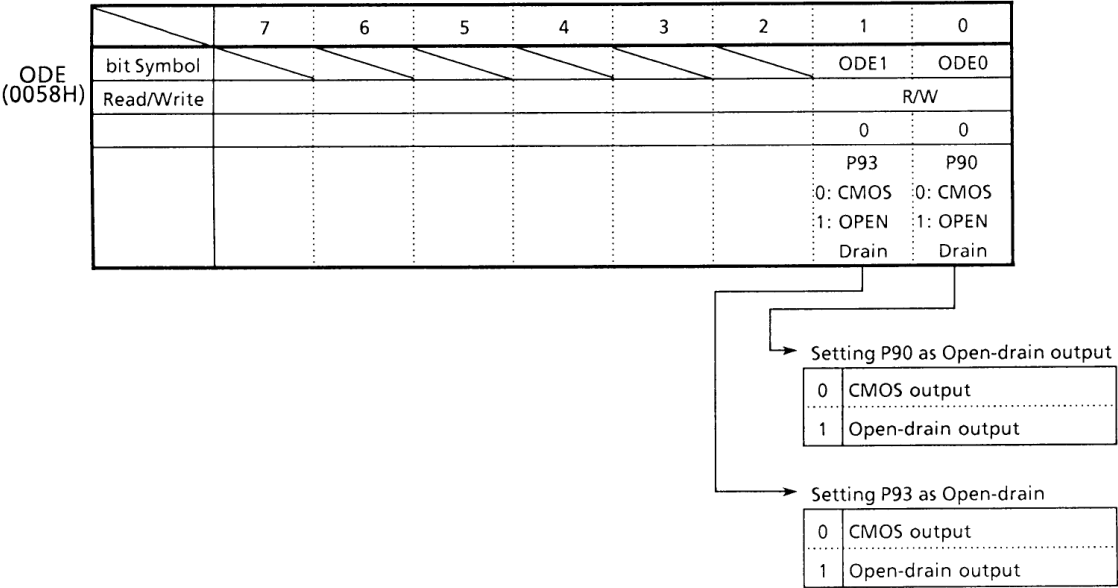 7 6 5 4 3 2 1 0
ODE (0058H)
bit Symbol ODE1 ODE0
Read/Write R/W
0 0
P93 P90
0: CMOS 0: CMOS
1: OPEN 1: OPEN
Drain Drain
Setting P90 as Open-drain output
0 CMOS output
1 Open-drain output
Setting P93 as Open-drain
0 CMOS output
1 Open-drain output